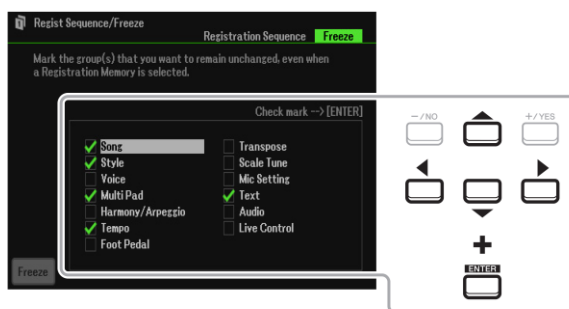 Regist Sequence/Freeze
Registration Sequence Freeze
Mark the group(s) that you want to remain unchanged, even when
a Registration Memory is selected.
Check mark --> [ENTER]
Song
Style
Voice
Multi Pad
Harmony/Arpeggio
Tempo
Foot Pedal
Transpose
Scale Tune
Mic Setting
Text
Audio
Live Control
Freeze
–/NO
+/YES
ENTER